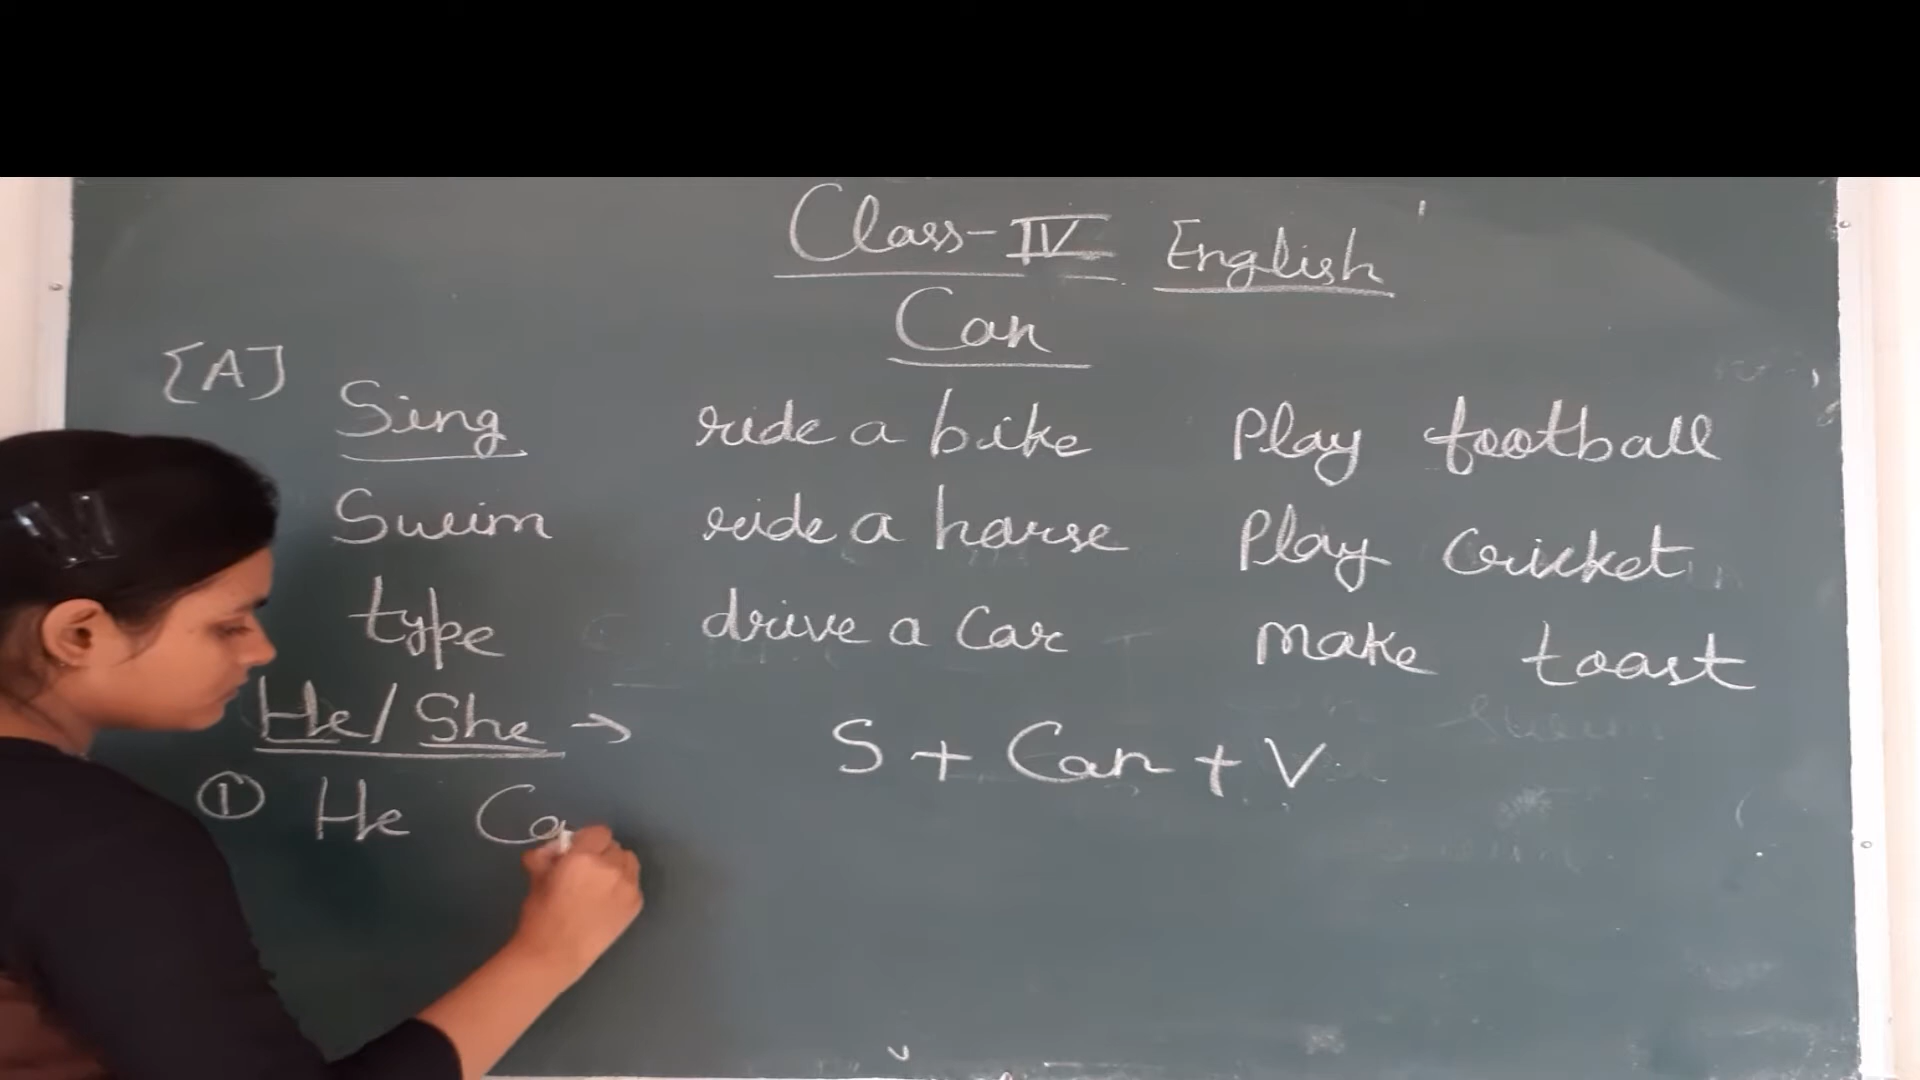 Class-IV English
Can
[A]
Sing ride a bike Play football
Swim ride a horse Play Cricket
type drive a Car make toast
He/She → S + Can + V
① He Ca